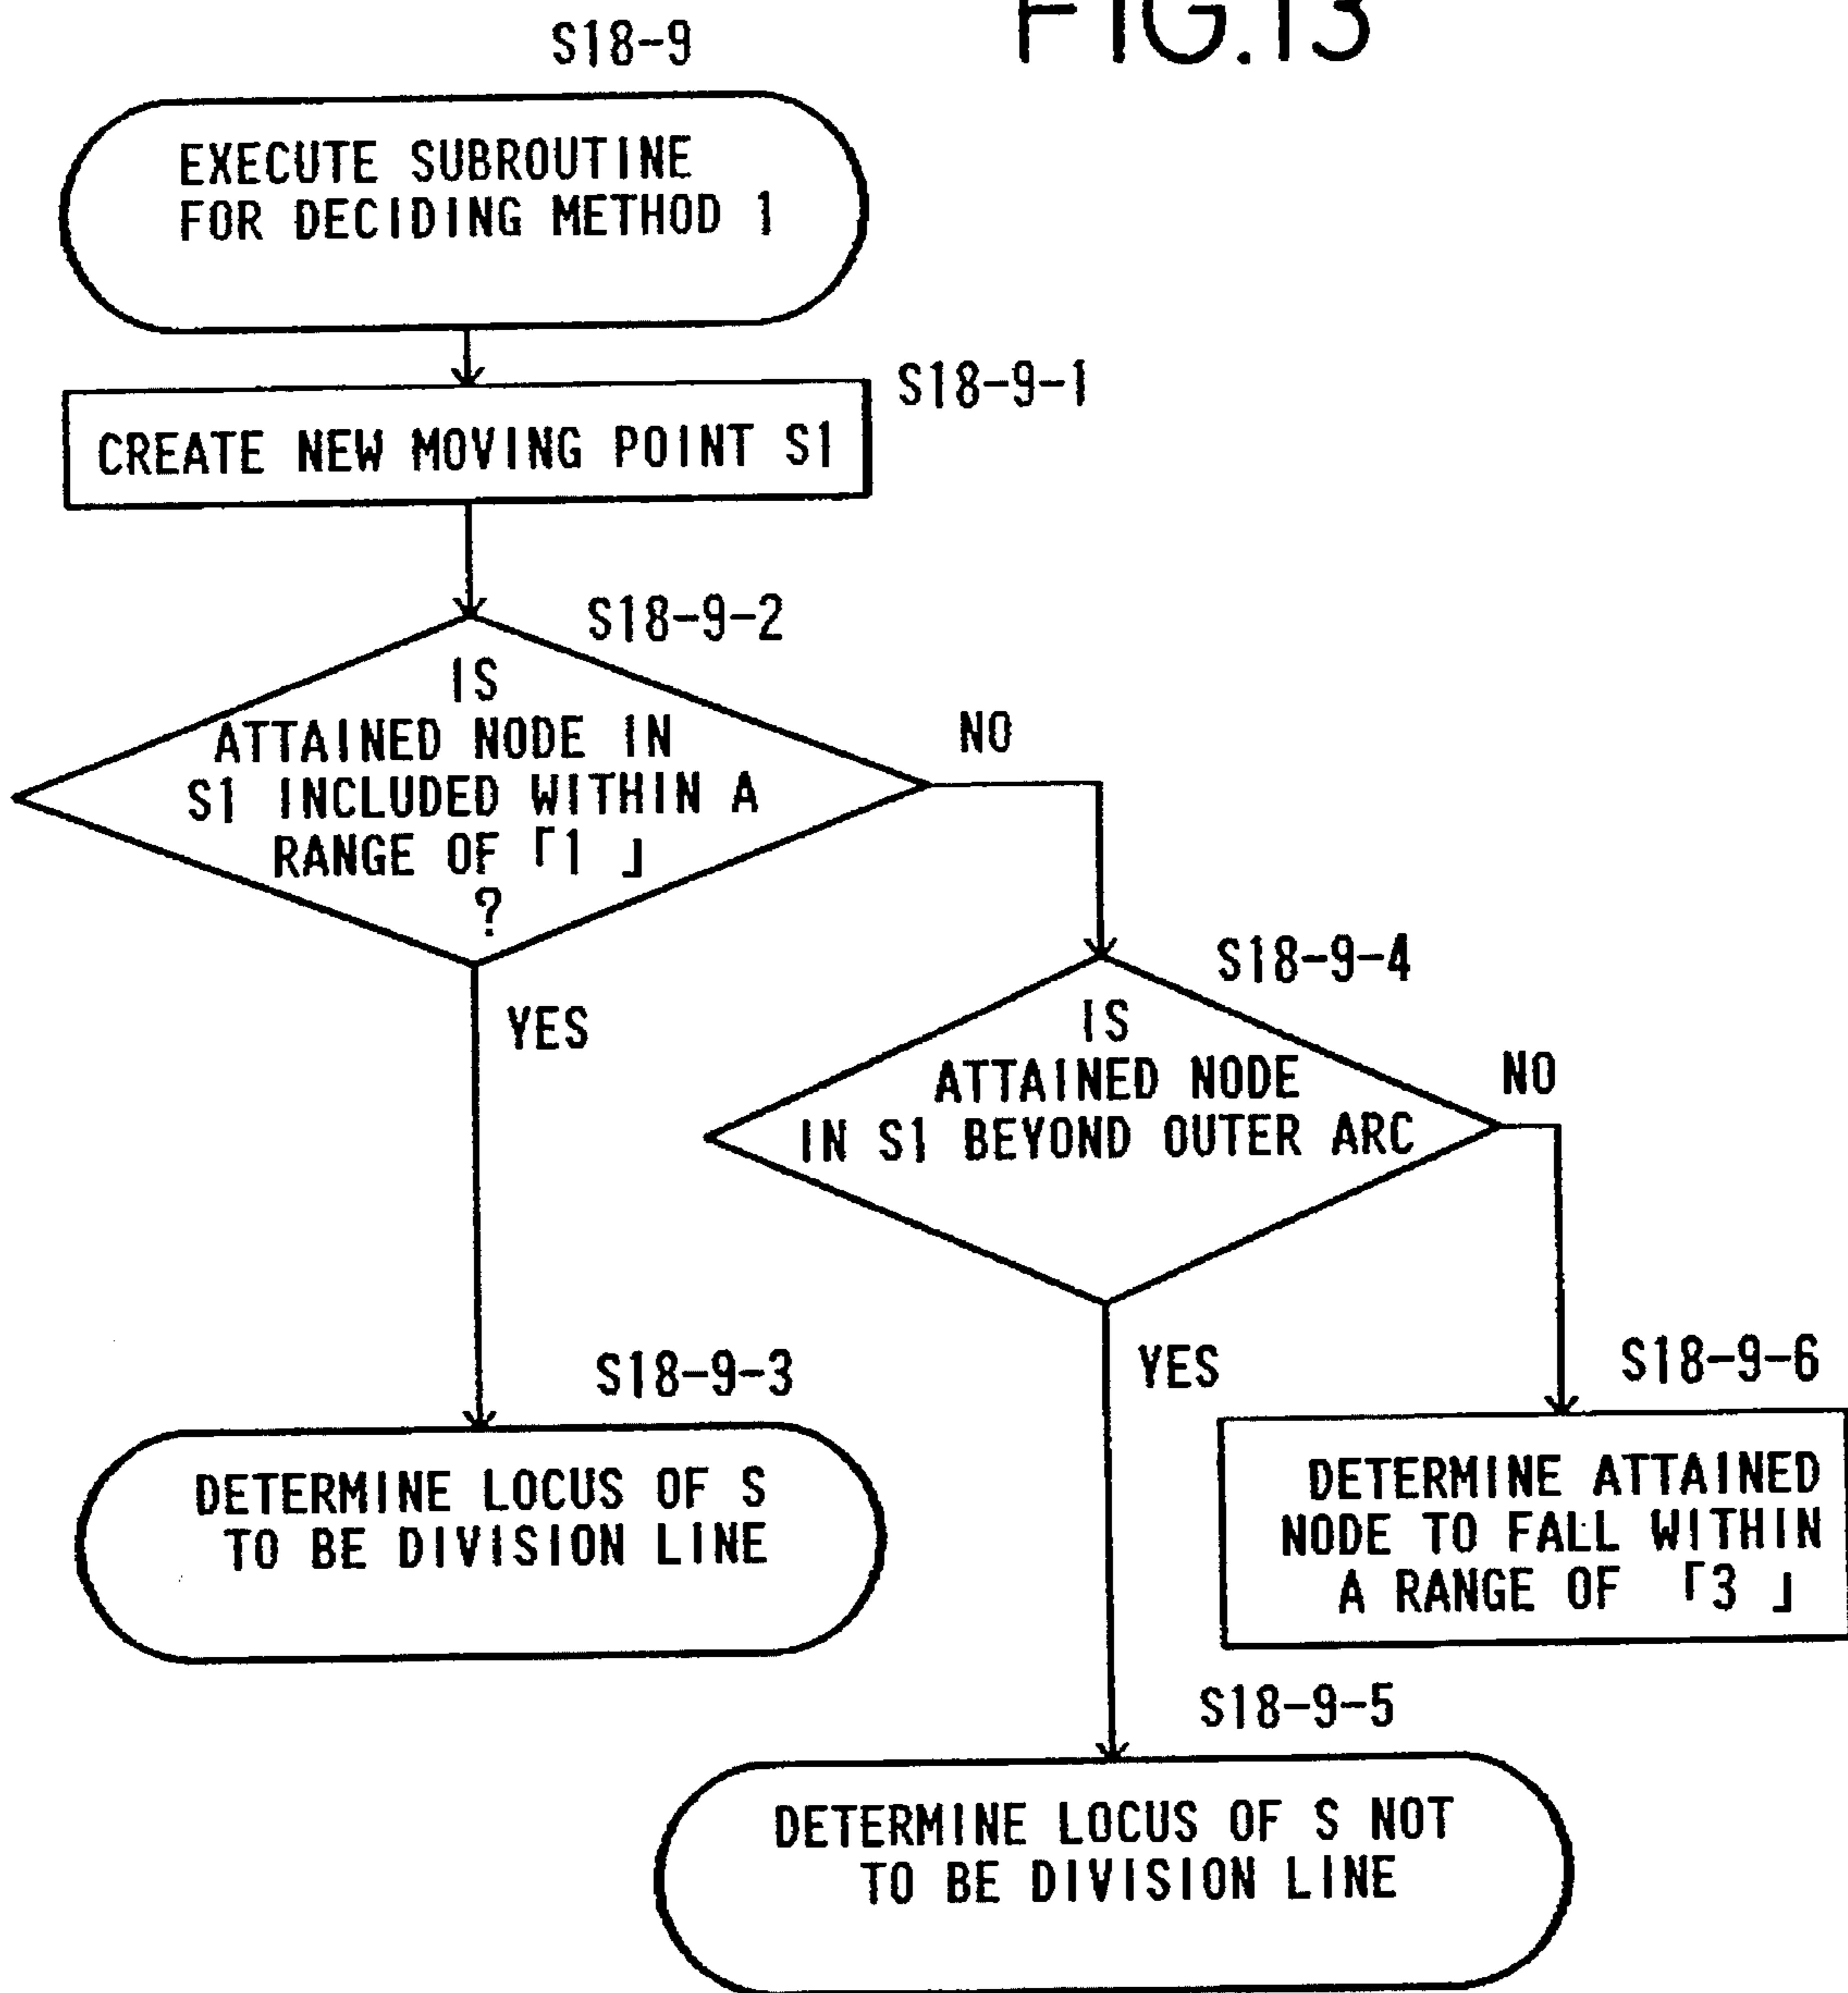 FIG.13
S18-9
EXECUTE SUBROUTINE
FOR DECIDING METHOD 1
S18-9-1
CREATE NEW MOVING POINT S1
S18-9-2
IS
ATTAINED NODE IN
S1 INCLUDED WITHIN A
RANGE OF 「1 」
?
NO
YES
S18-9-4
IS
ATTAINED NODE
IN S1 BEYOND OUTER ARC
NO
YES
S18-9-3
DETERMINE LOCUS OF S
TO BE DIVISION LINE
S18-9-6
DETERMINE ATTAINED
NODE TO FALL WITHIN
A RANGE OF 「3 」
S18-9-5
DETERMINE LOCUS OF S NOT
TO BE DIVISION LINE